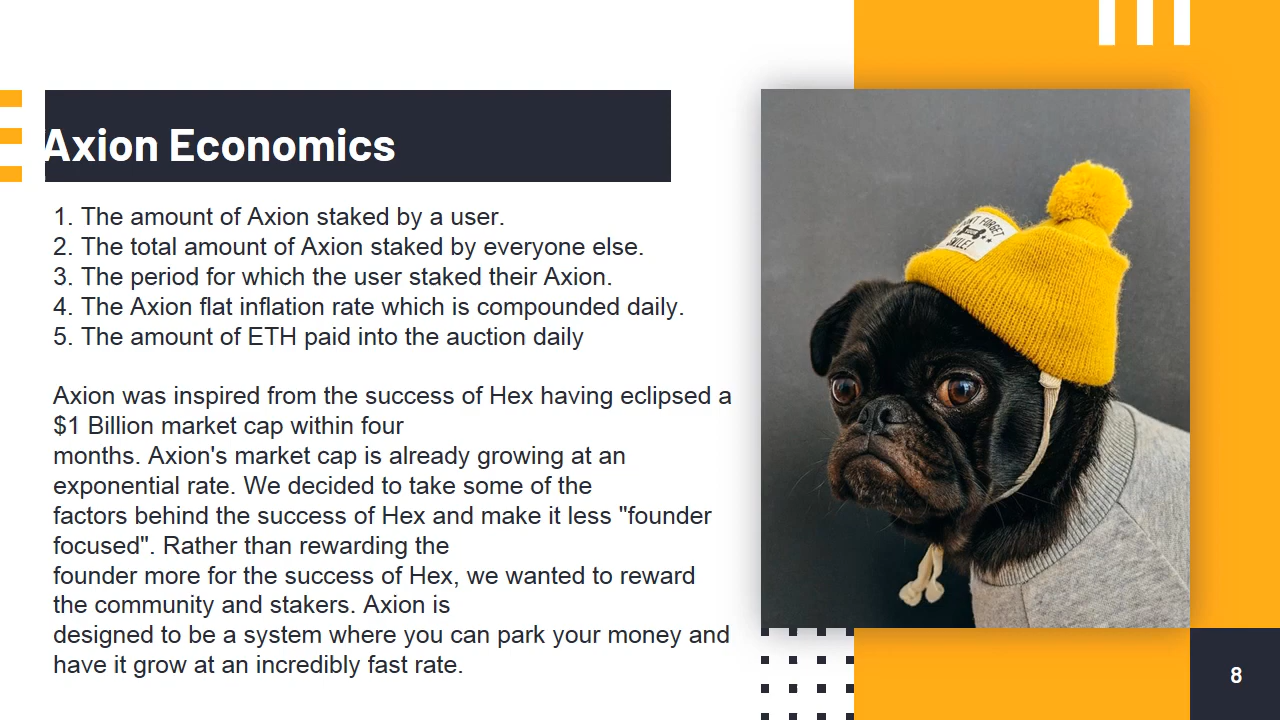 Axion Economics
1. The amount of Axion staked by a user.
2. The total amount of Axion staked by everyone else.
3. The period for which the user staked their Axion.
4. The Axion flat inflation rate which is compounded daily.
5. The amount of ETH paid into the auction daily
Axion was inspired from the success of Hex having eclipsed a
$1 Billion market cap within four
months. Axion's market cap is already growing at an
exponential rate. We decided to take some of the
factors behind the success of Hex and make it less "founder
focused". Rather than rewarding the
founder more for the success of Hex, we wanted to reward
the community and stakers. Axion is
designed to be a system where you can park your money and
have it grow at an incredibly fast rate.
FORGET
SMILE!
8